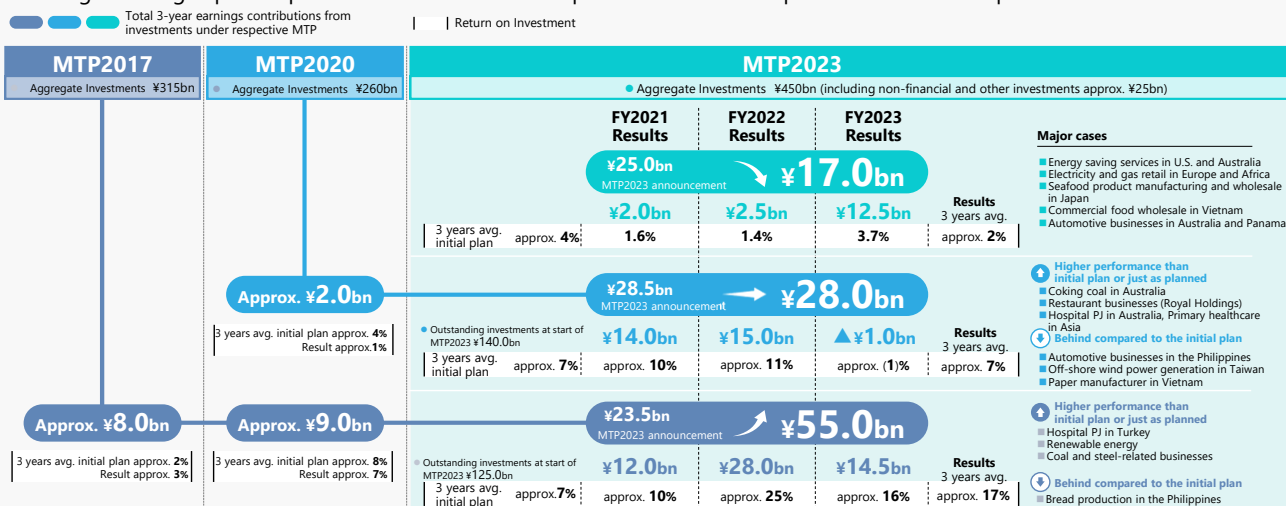 Total 3-year earnings contributions from
investments under respective MTP
Return on Investment
MTP2017
Aggregate Investments ¥315bn
MTP2020
Aggregate Investments ¥260bn
MTP2023
Aggregate Investments ¥450bn (including non-financial and other investments approx. ¥25bn)
FY2021
Results
FY2022
Results
FY2023
Results
¥25.0bn
MTP2023 announcement
¥17.0bn
¥2.0bn
¥2.5bn
¥12.5bn
Results
3 years avg.
3 years avg.
initial plan
approx. 4%
1.6%
1.4%
3.7%
approx. 2%
Major cases
Energy saving services in U.S. and Australia
Electricity and gas retail in Europe and Africa
Seafood product manufacturing and wholesale
in Japan
Commercial food wholesale in Vietnam
Automotive businesses in Australia and Panama
Approx. ¥2.0bn
3 years avg. initial plan approx. 4%
Result approx.1%
¥28.5bn
MTP2023 announcement
¥28.0bn
Outstanding investments at start of
MTP2023 ¥140.0bn
¥14.0bn
¥15.0bn
▲¥1.0bn
Results
3 years avg.
3 years avg.
initial plan
approx. 7%
approx. 10%
approx. 11%
approx. (1)%
approx. 7%
Higher performance than
initial plan or just as planned
Coking coal in Australia
Restaurant businesses (Royal Holdings)
Hospital PJ in Australia, Primary healthcare
in Asia
Behind compared to the initial plan
Automotive businesses in the Philippines
Off-shore wind power generation in Taiwan
Paper manufacturer in Vietnam
Approx. ¥8.0bn
3 years avg. initial plan approx. 2%
Result approx. 3%
Approx. ¥9.0bn
3 years avg. initial plan approx. 8%
Result approx. 7%
¥23.5bn
MTP2023 announcement
¥55.0bn
Outstanding investments at start of
MTP2023 ¥125.0bn
¥12.0bn
¥28.0bn
¥14.5bn
Results
3 years avg.
3 years avg.
initial plan
approx.7%
approx. 10%
approx. 25%
approx. 16%
approx. 17%
Higher performance than
initial plan or just as planned
Hospital PJ in Turkey
Renewable energy
Coal and steel-related businesses
Behind compared to the initial plan
Bread production in the Philippines